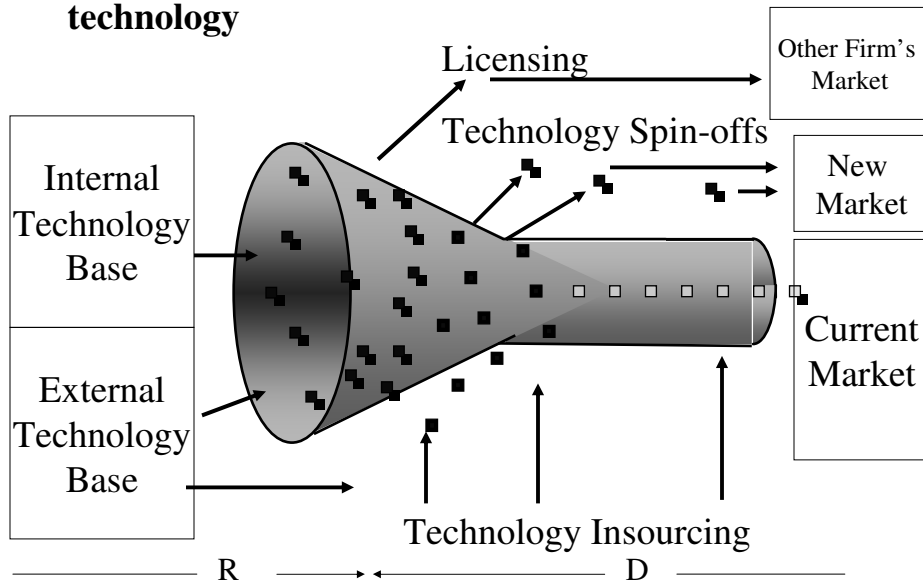 technology
Licensing
Other Firm's
Market
Technology Spin-offs
New
Market
Internal
Technology
Base
Current
Market
External
Technology
Base
Technology Insourcing
R
D